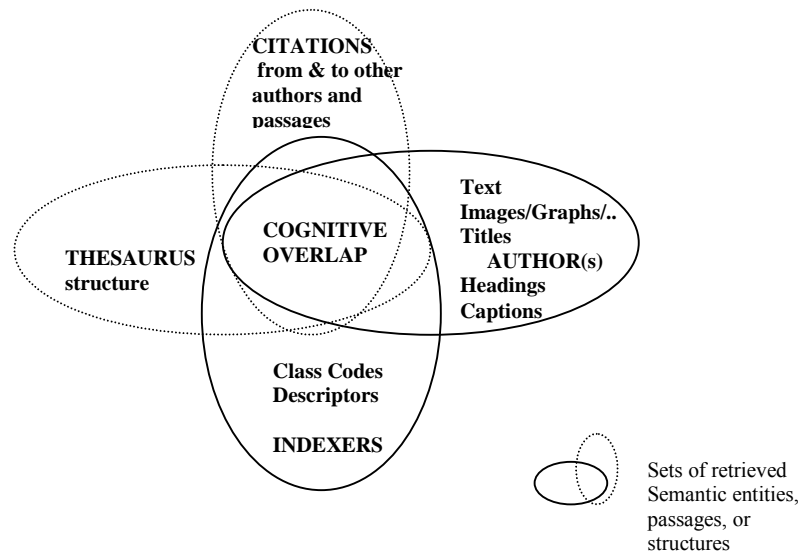 CITATIONS
from & to other
authors and
passages
THESAURUS
structure
COGNITIVE
OVERLAP
Text
Images/Graphs/..
Titles
AUTHOR(s)
Headings
Captions
Class Codes
Descriptors
INDEXERS
Sets of retrieved
Semantic entities,
passages, or
structures